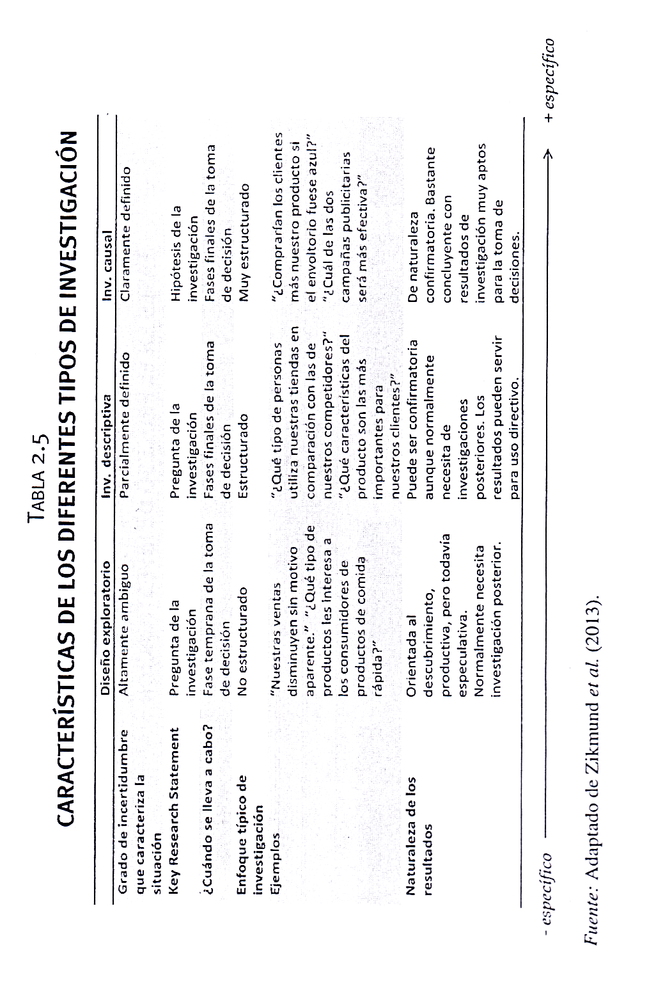 TABLA 2.5
CARACTERÍSTICAS DE LOS DIFERENTES TIPOS DE INVESTIGACIÓN
Diseño exploratorio
Inv. descriptiva
Inv. causal
Grado de incertidumbre
que caracteriza la
situación
Altamente ambiguo
Parcialmente definido
Claramente definido
Key Research Statement
Pregunta de la
investigación
Pregunta de la
investigación
Hipótesis de la
investigación
¿Cuándo se lleva a cabo?
Fase temprana de la toma
de decisión
Fases finales de la toma
de decisión
Fases finales de la toma
de decisión
Enfoque típico de
investigación
No estructurado
Estructurado
Muy estructurado
Ejemplos
“Nuestras ventas
disminuyen sin motivo
aparente.” “¿Qué tipo de
productos les interesa a
los consumidores de
productos de comida
rápida?”
“¿Qué tipo de personas
utiliza nuestras tiendas en
comparación con las de
nuestros competidores?“
“¿Qué características del
producto son las más
importantes para
nuestros clientes?”
“¿Comprarían los clientes
más nuestro producto si
el envoltorio fuese azul?”
“¿Cuál de las dos
campañas publicitarias
será más efectiva?”
Naturaleza de los
resultados
Orientada al
descubrimiento,
productiva, pero todavía
especulativa.
Normalmente necesita
investigación posterior.
Puede ser confirmatoria
aunque normalmente
necesita de
investigaciones
posteriores. Los
resultados pueden servir
para uso directivo.
De naturaleza
confirmatoria. Bastante
concluyente con
resultados de
investigación muy aptos
para la toma de
decisiones.
- específico
+ específico
Fuente: Adaptado de Zikmund et al. (2013).